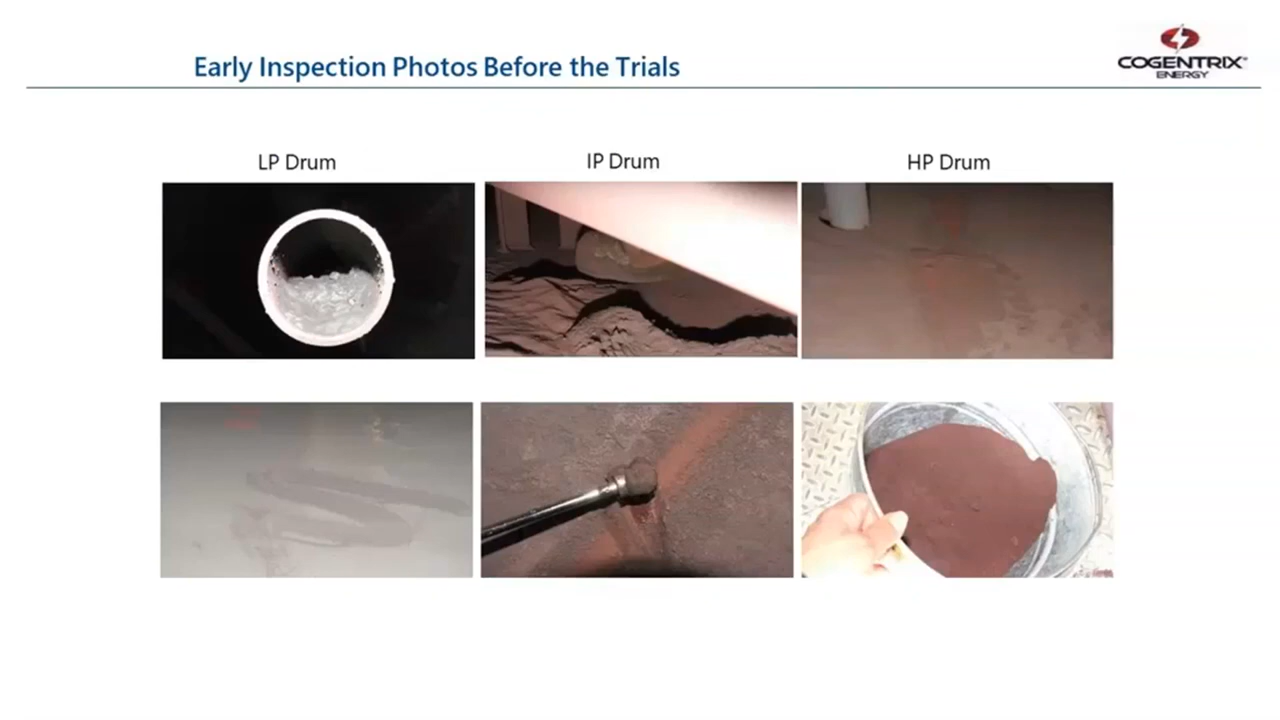 Early Inspection Photos Before the Trials
COGENTRIX
ENERGY
LP Drum
IP Drum
HP Drum